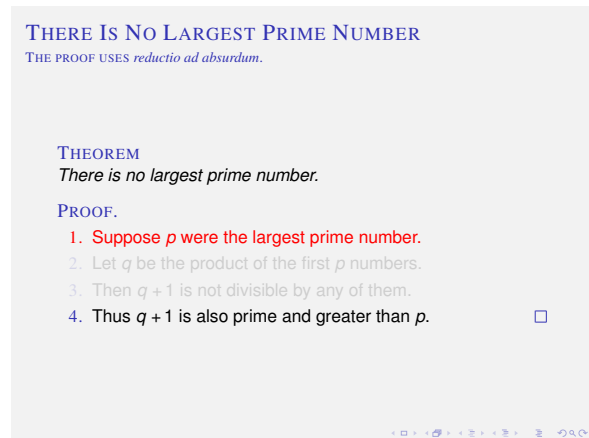 THERE IS NO LARGEST PRIME NUMBER
THE PROOF USES reductio ad absurdum.
THEOREM
There is no largest prime number.
PROOF.
1. Suppose p were the largest prime number.
2. Let q be the product of the first p numbers.
3. Then q + 1 is not divisible by any of them.
4. Thus q + 1 is also prime and greater than p. □